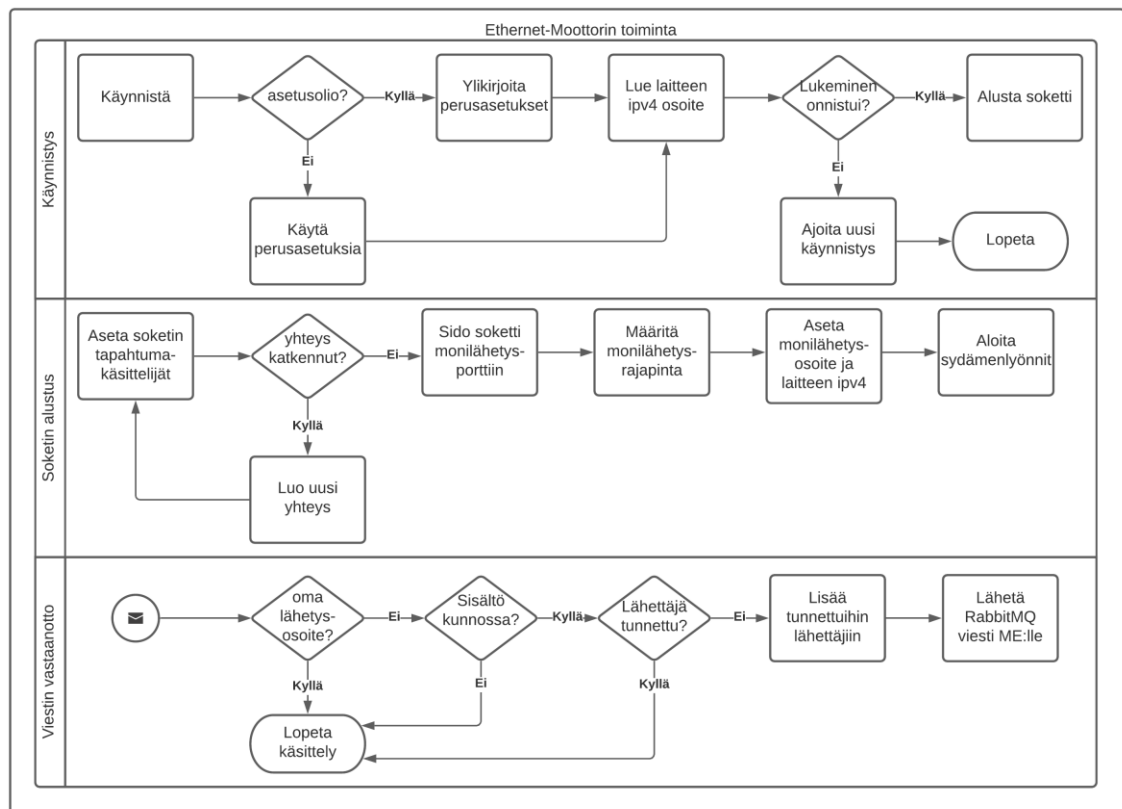 Ethernet-Moottorin toiminta
Käynnistys
Käynnistä
asetusolio?
Kyllä
Ylikirjoita
perusasetukset
Lue laitteen
ipv4 osoite
Lukeminen
onnistui?
Kyllä
Alusta soketti
Ei
Ei
Käytä
perusasetuksia
Ajoita uusi
käynnistys
Lopeta
Soketin alustus
Aseta soketin
tapahtuma-
käsittelijät
yhteys
katkennut?
Ei
Sido soketti
monilähetys-
porttiin
Määritä
monilähetys-
rajapinta
Aseta
monilähetys-
osoite ja
laitteen ipv4
Aloita
sydämenlyönnit
Kyllä
Luo uusi
yhteys
Viestin vastaanotto
oma
lähetys-
osoite?
Ei
Sisältö
kunnossa?
Kyllä
Lähettäjä
tunnettu?
Ei
Lisää
tunnettuihin
lähettäjiin
Lähetä
RabbitMQ
viesti ME:lle
Kyllä
Ei
Kyllä
Lopeta
käsittely